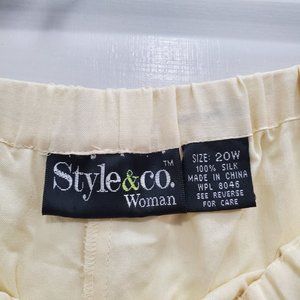 Style&co.™
Woman
SIZE: 20W
100% SILK
MADE IN CHINA
WPL 8046
SEE REVERSE
FOR CARE